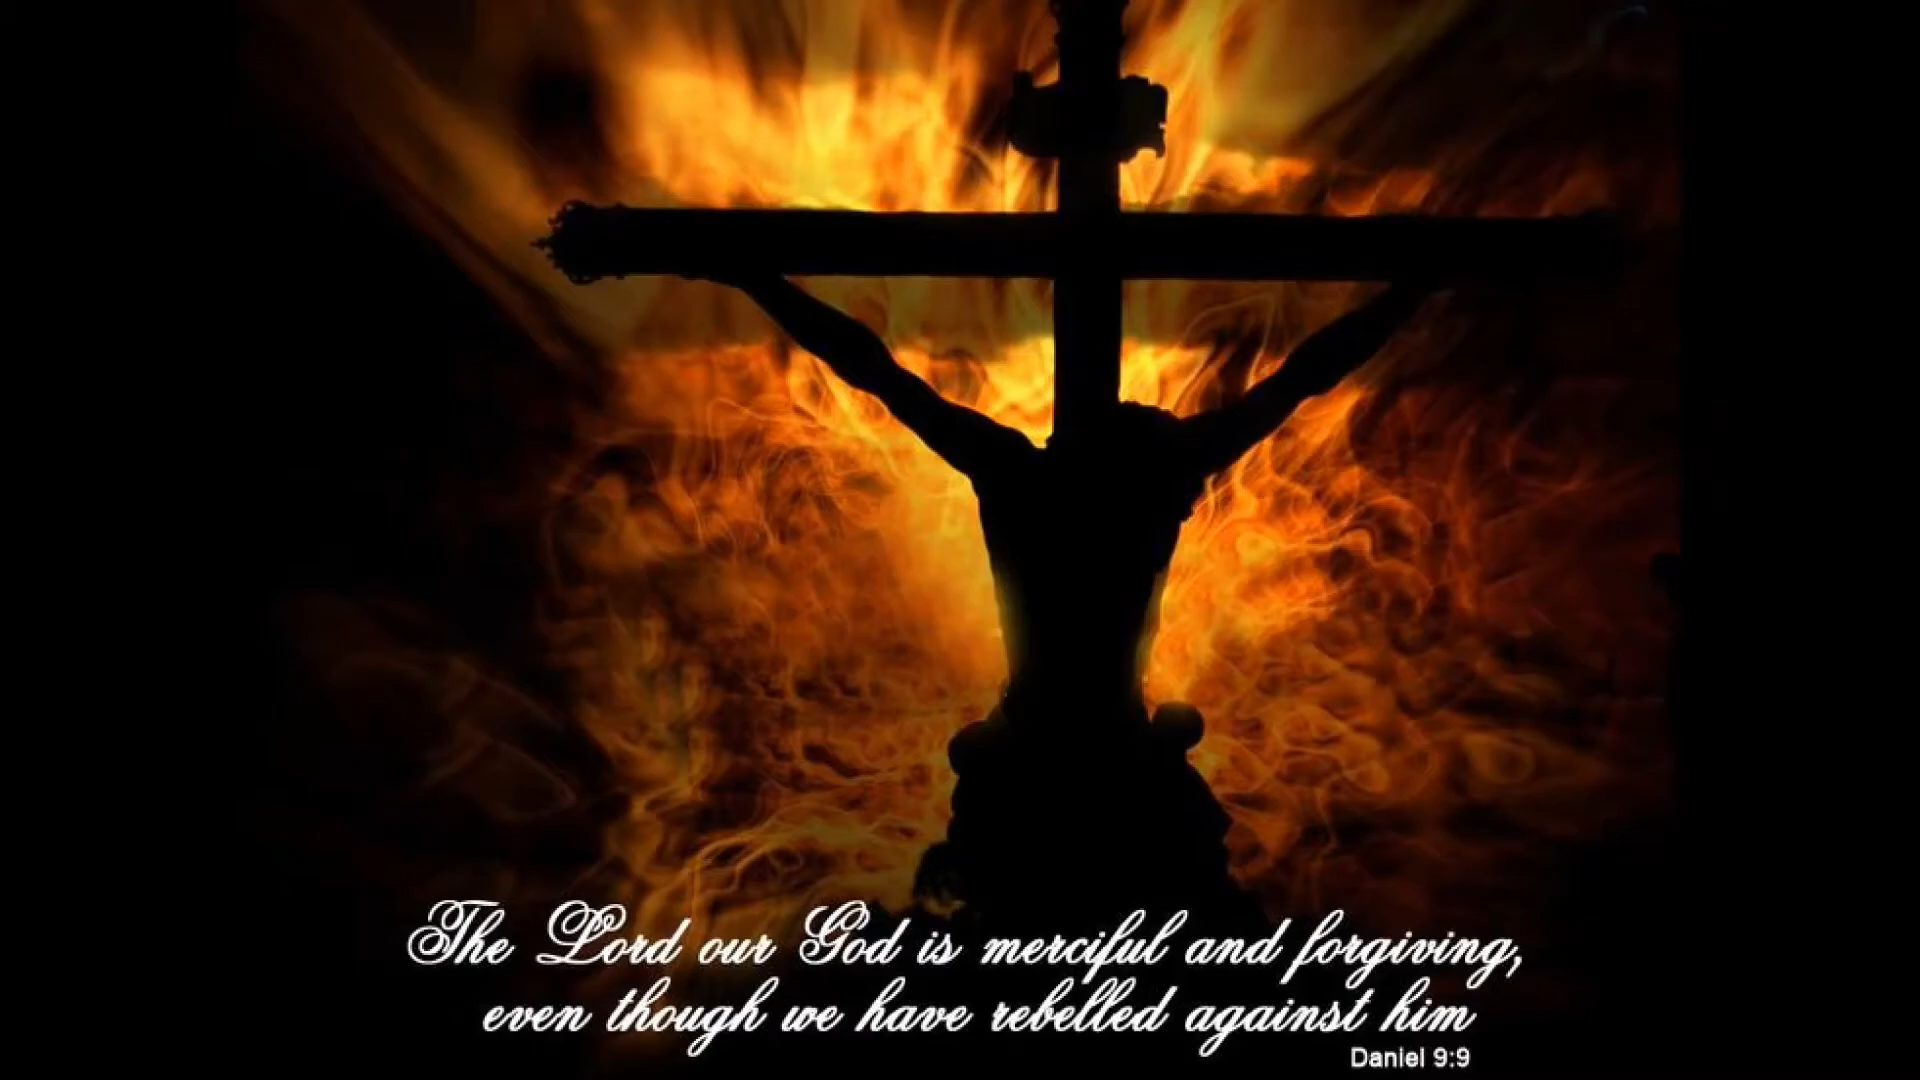 The Lord our God is merciful and forgiving,
even though we have rebelled against him
Daniel 9:9